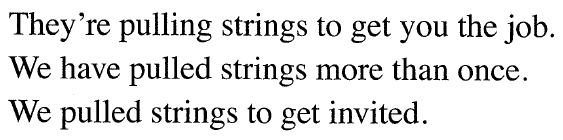 They're pulling strings to get you the job.
We have pulled strings more than once.
We pulled strings to get invited.